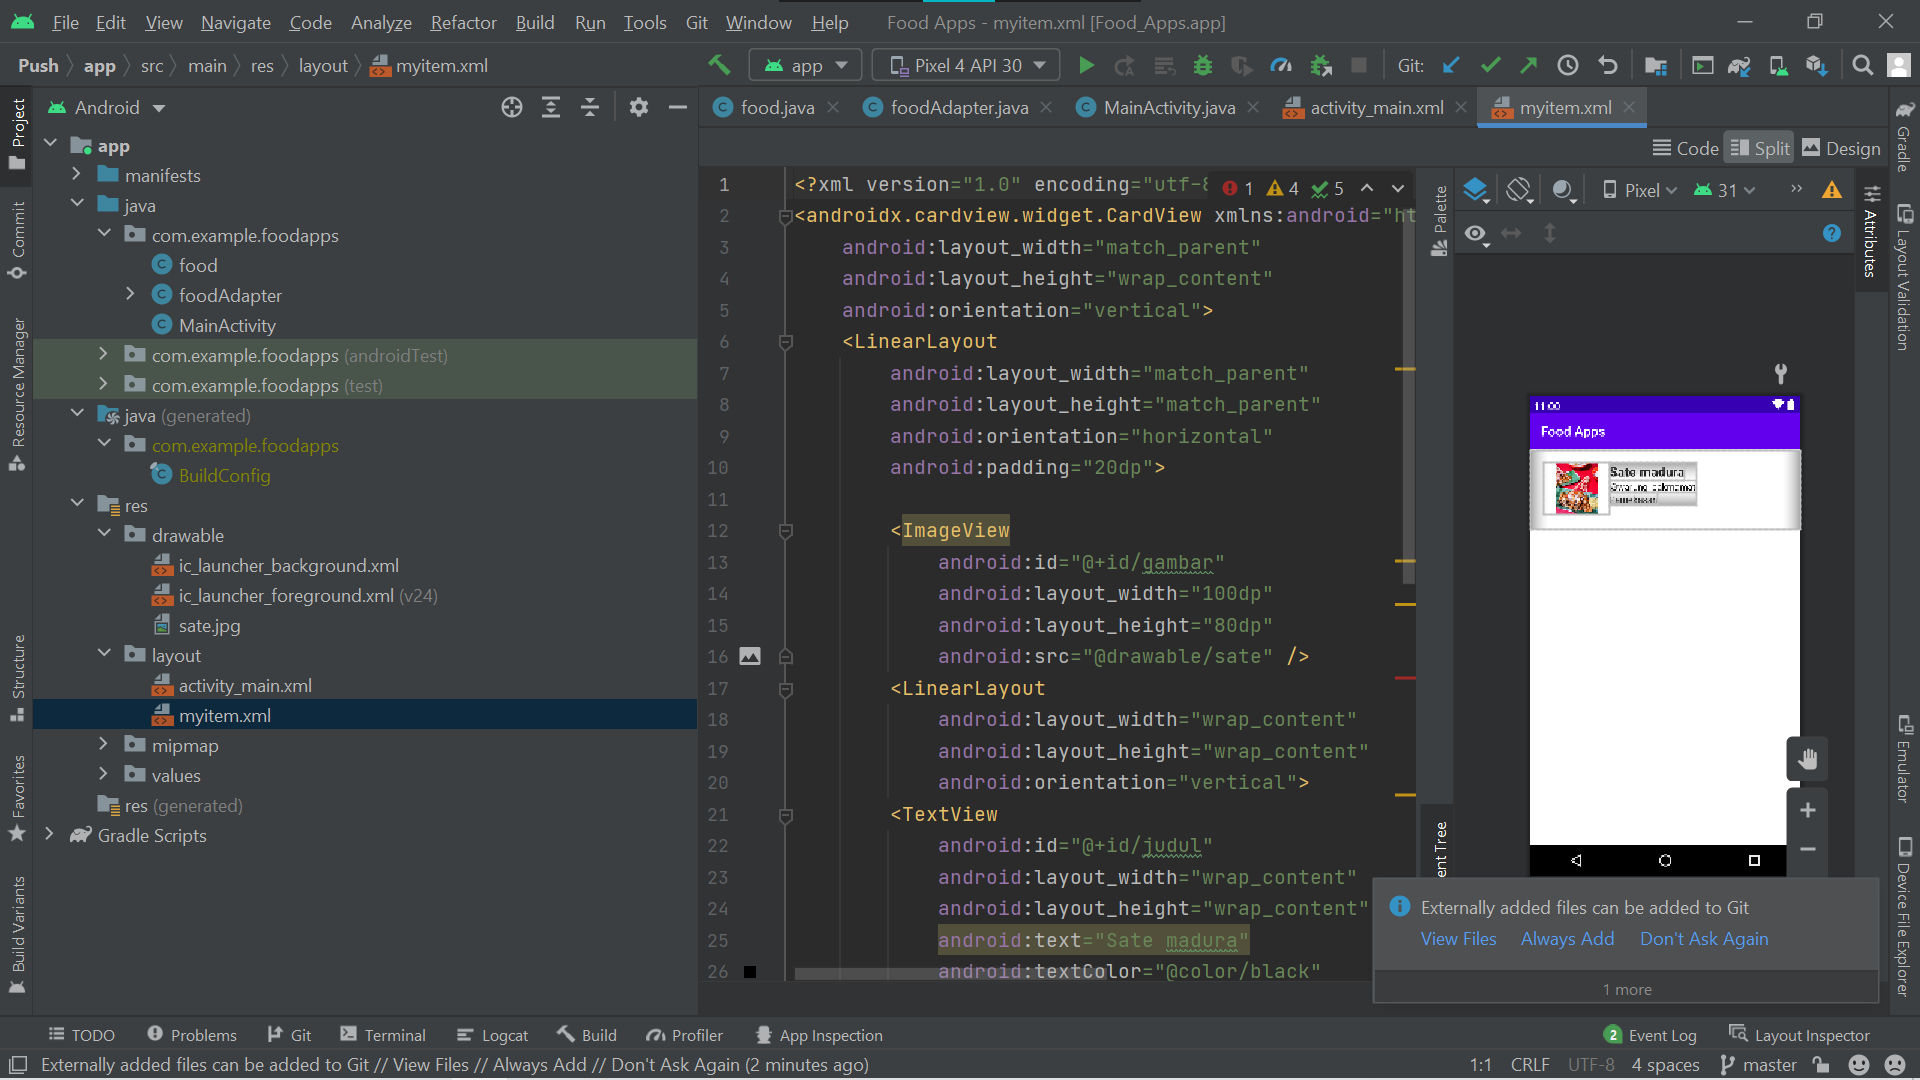 File Edit View Navigate Code Analyze Refactor Build Run Tools Git Window Help Food Apps - myitem.xml [Food_Apps.app]
Push app src main res layout myitem.xml app Pixel 4 API 30 Git:
Project
Commit
Resource Manager
Structure
Favorites
Build Variants
Android
app
manifests
java
com.example.foodapps
food
foodAdapter
MainActivity
com.example.foodapps (androidTest)
com.example.foodapps (test)
java (generated)
com.example.foodapps
BuildConfig
res
drawable
ic_launcher_background.xml
ic_launcher_foreground.xml (v24)
sate.jpg
layout
activity_main.xml
myitem.xml
mipmap
values
res (generated)
Gradle Scripts
food.java foodAdapter.java MainActivity.java activity_main.xml myitem.xml
Code Split Design
1 <?xml version="1.0" encoding="utf-8 1 4 5
2 <androidx.cardview.widget.CardView xmlns:android="ht
3 android:layout_width="match_parent"
4 android:layout_height="wrap_content"
5 android:orientation="vertical">
6 <LinearLayout
7 android:layout_width="match_parent"
8 android:layout_height="match_parent"
9 android:orientation="horizontal"
10 android:padding="20dp">
11
12 <ImageView
13 android:id="@+id/gambar"
14 android:layout_width="100dp"
15 android:layout_height="80dp"
16 android:src="@drawable/sate" />
17 <LinearLayout
18 android:layout_width="wrap_content"
19 android:layout_height="wrap_content"
20 android:orientation="vertical">
21 <TextView
22 android:id="@+id/judul"
23 android:layout_width="wrap_content"
24 android:layout_height="wrap_content"
25 android:text="Sate madura"
26 android:textColor="@color/black"
Palette
Pixel 31
11:00
Food Apps
Sate madura
Attributes
Gradle
Layout Validation
Emulator
Device File Explorer
ent Tree
Externally added files can be added to Git
View Files Always Add Don't Ask Again
1 more
TODO Problems Git Terminal Logcat Build Profiler App Inspection 2 Event Log Layout Inspector
Externally added files can be added to Git // View Files // Always Add // Don't Ask Again (2 minutes ago) 1:1 CRLF UTF-8 4 spaces master